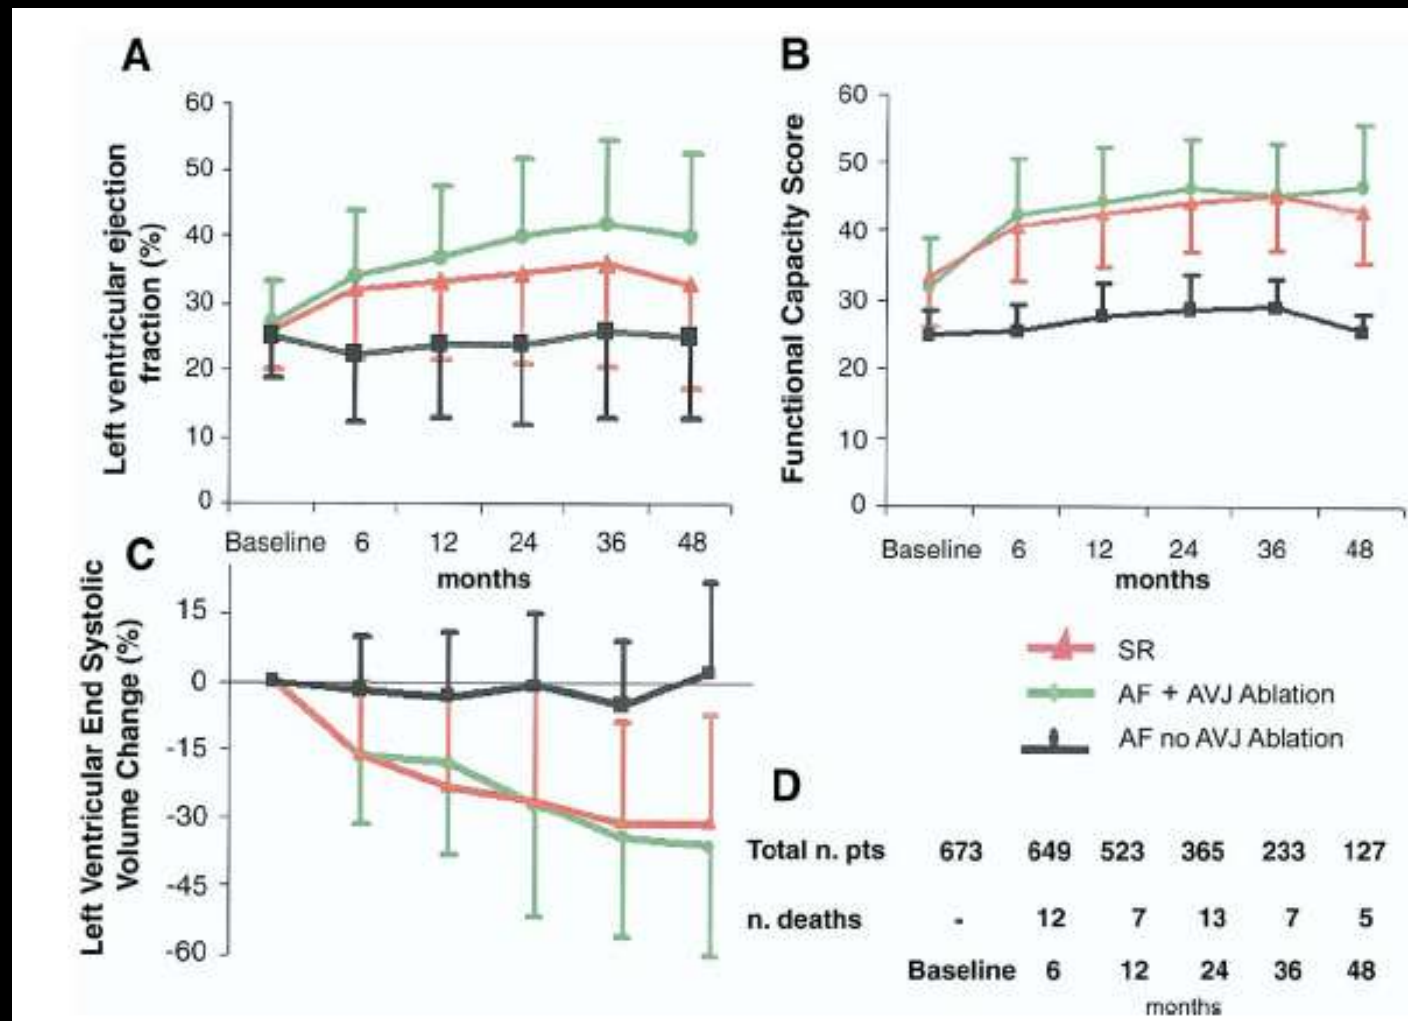 A
Left ventricular ejection
fraction (%)
60
50
40
30
20
10
0
Baseline 6 12 24 36 48
months
B
Functional Capacity Score
60
50
40
30
20
10
0
Baseline 6 12 24 36 48
months
C
Left Ventricular End Systolic
Volume Change (%)
15
0
-15
-30
-45
-60
SR
AF + AVJ Ablation
AF no AVJ Ablation
D
Total n. pts 673 649 523 365 233 127
n. deaths - 12 7 13 7 5
Baseline 6 12 24 36 48
months